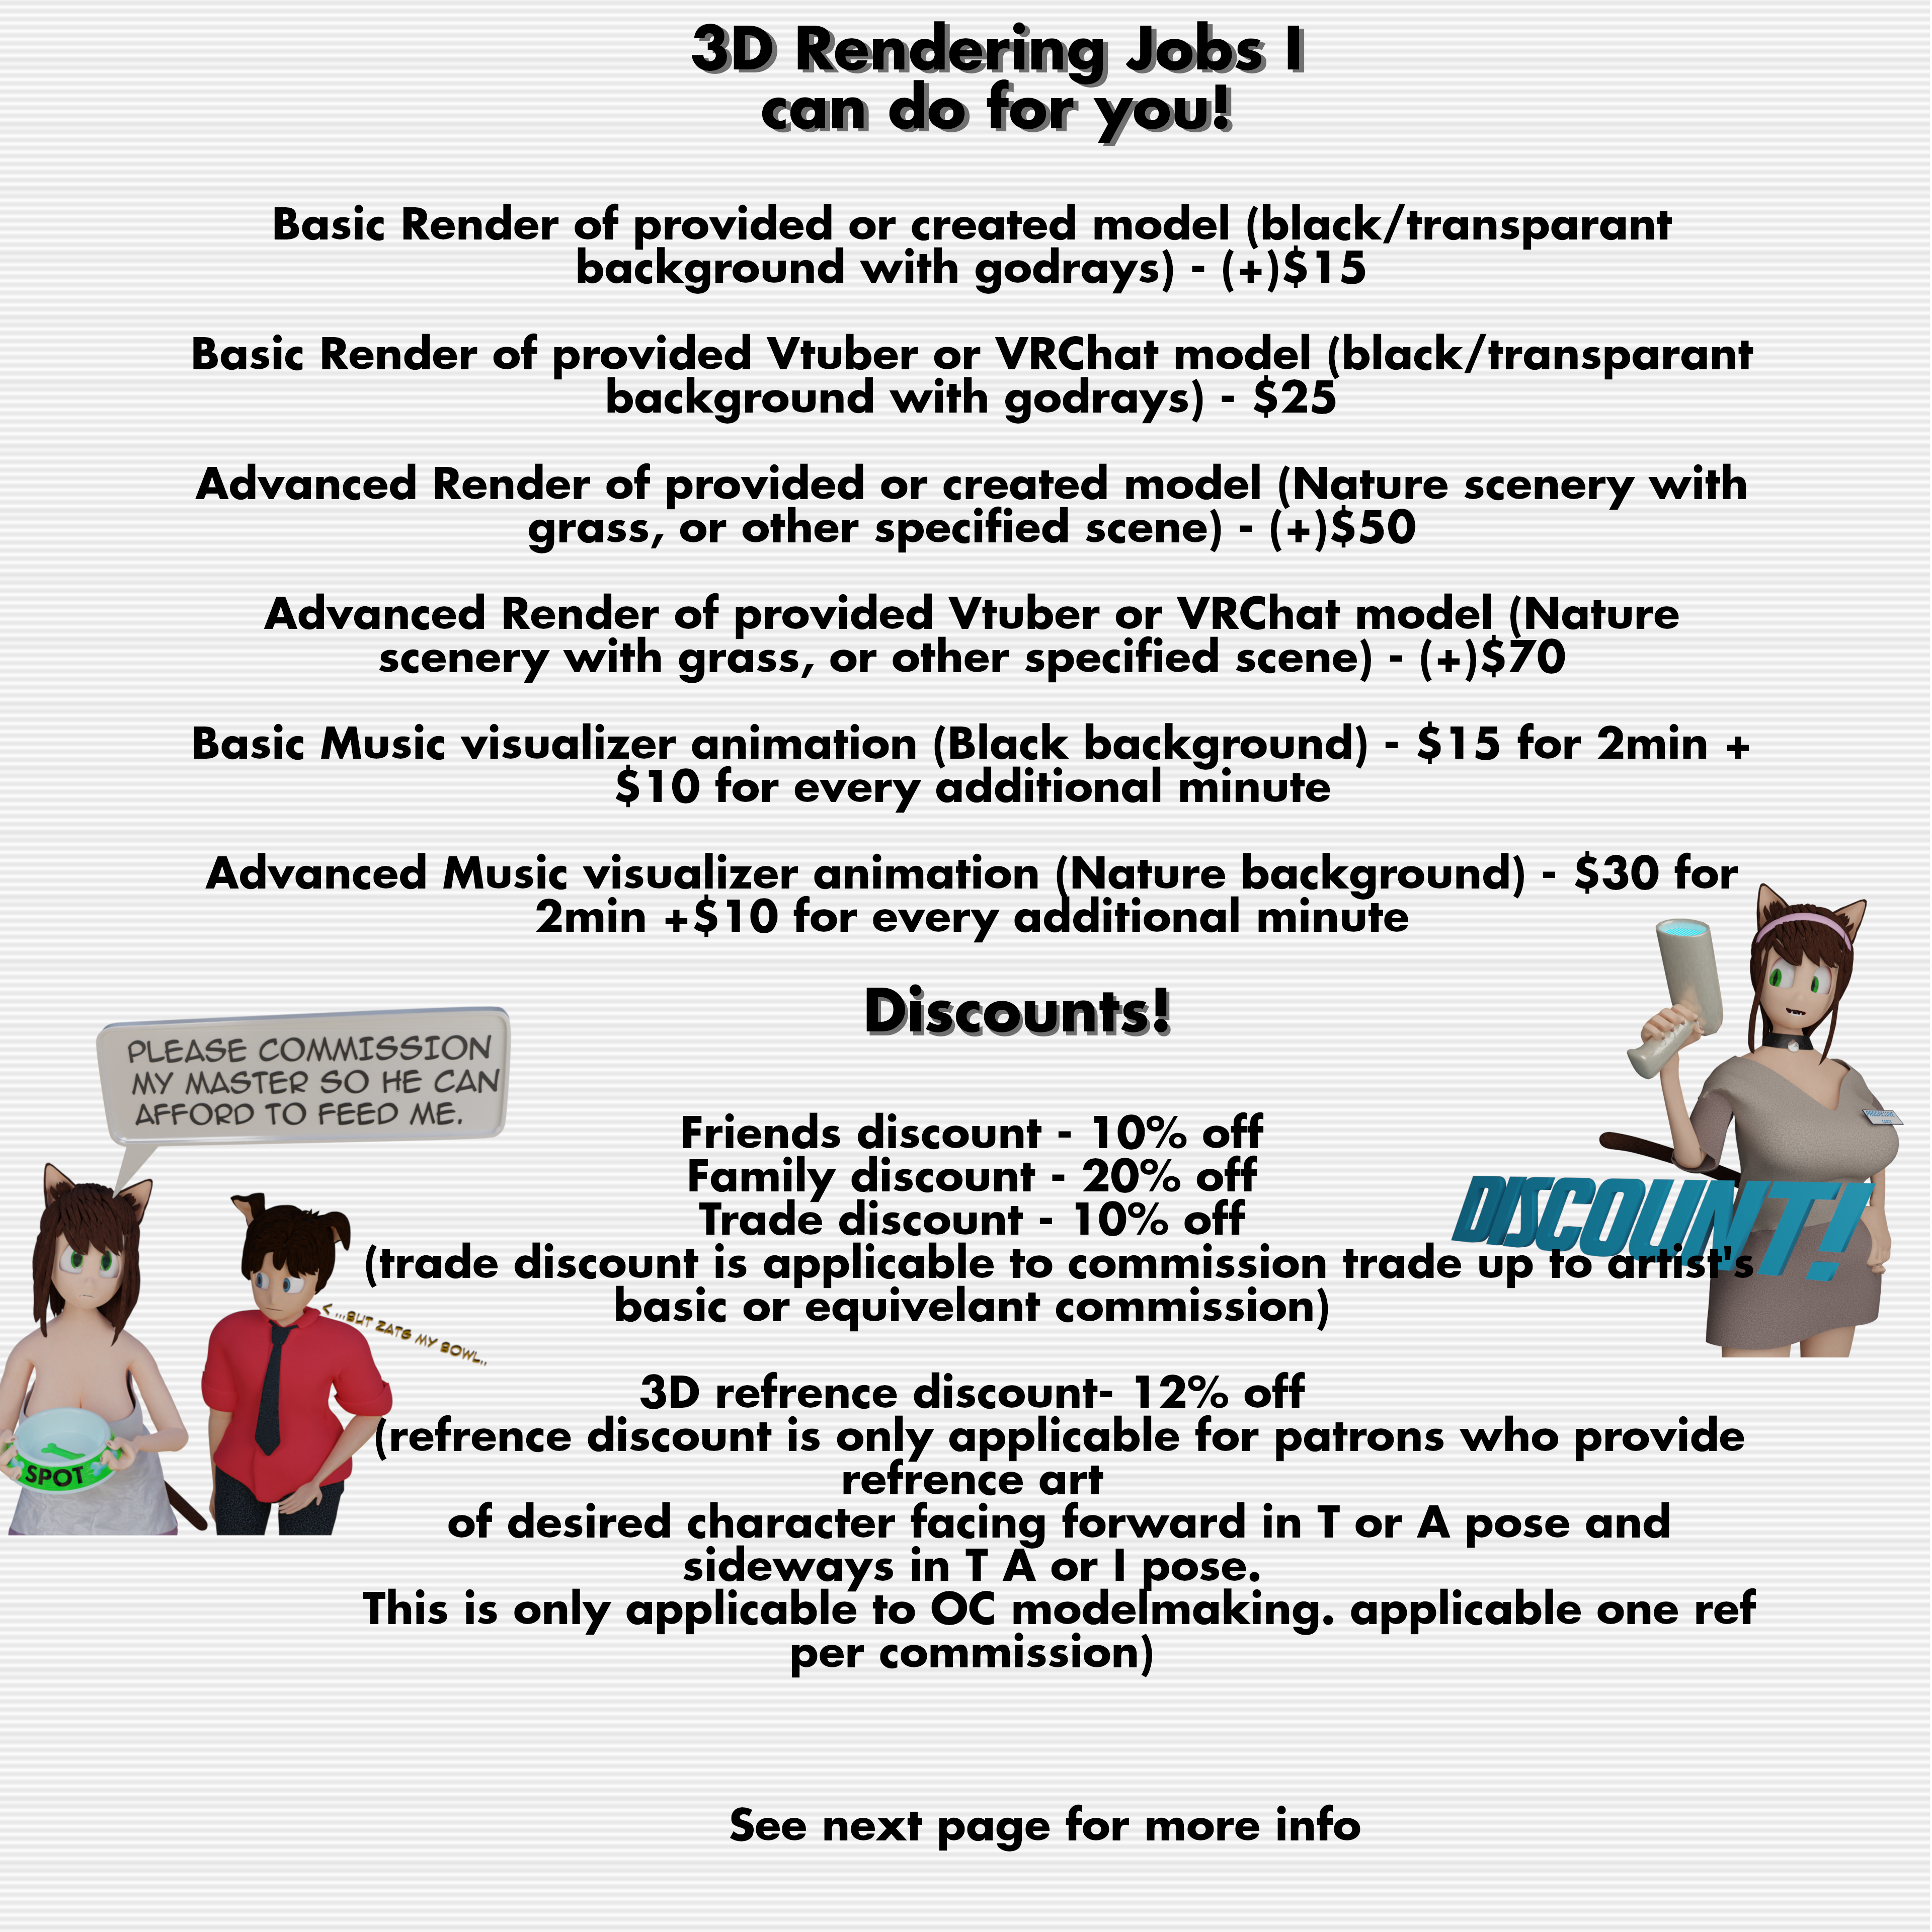 3D Rendering Jobs I
can do for you!
Basic Render of provided or created model (black/transparant
background with godrays) - (+)$15
Basic Render of provided Vtuber or VRChat model (black/transparant
background with godrays) - $25
Advanced Render of provided or created model (Nature scenery with
grass, or other specified scene) - (+)$50
Advanced Render of provided Vtuber or VRChat model (Nature
scenery with grass, or other specified scene) - (+)$70
Basic Music visualizer animation (Black background) - $15 for 2min +
$10 for every additional minute
Advanced Music visualizer animation (Nature background) - $30 for
2min +$10 for every additional minute
Discounts!
PLEASE COMMISSION
MY MASTER SO HE CAN
AFFORD TO FEED ME.
Friends discount - 10% off
Family discount - 20% off
Trade discount - 10% off
(trade discount is applicable to commission trade up to artist's
basic or equivelant commission)
DISCOUNT!
< ...BUT ZATS MY BOWL..
SPOT
3D refrence discount- 12% off
(refrence discount is only applicable for patrons who provide
refrence art
of desired character facing forward in T or A pose and
sideways in T A or I pose.
This is only applicable to OC modelmaking. applicable one ref
per commission)
See next page for more info